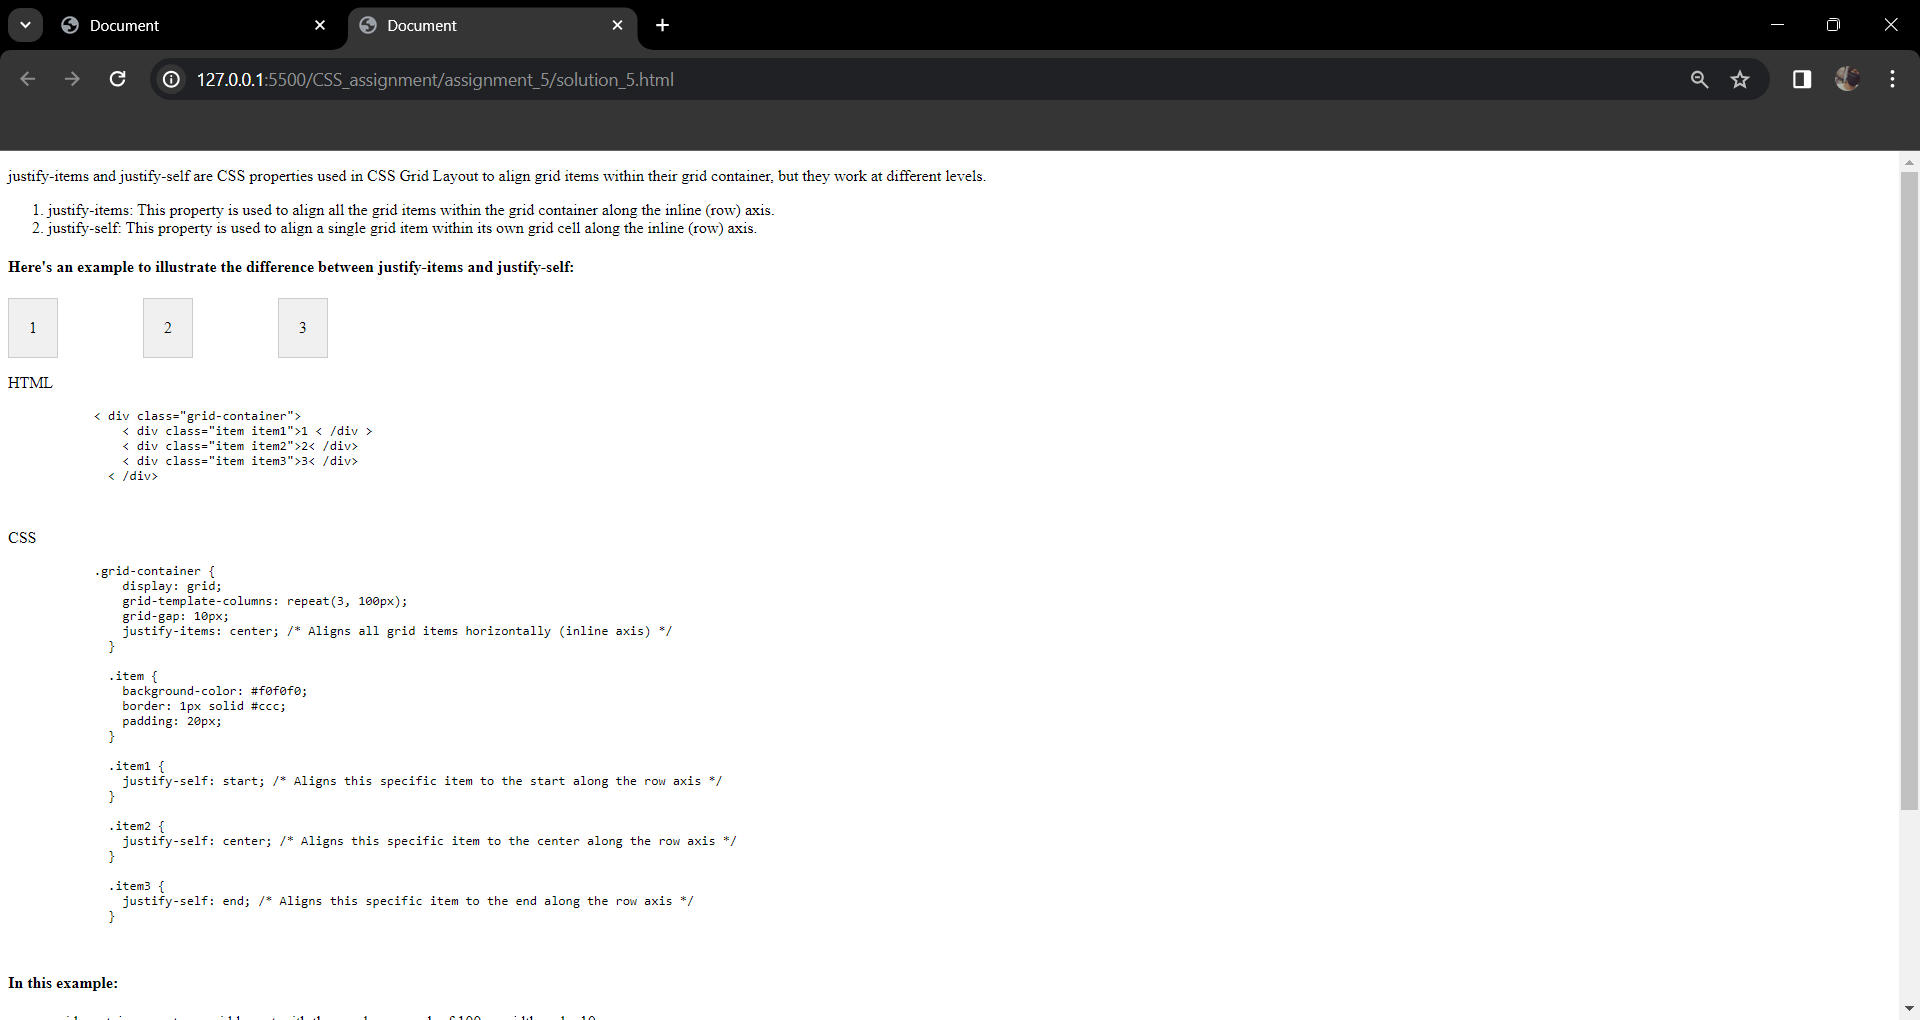 Document
Document
127.0.0.1:5500/CSS_assignment/assignment_5/solution_5.html
justify-items and justify-self are CSS properties used in CSS Grid Layout to align grid items within their grid container, but they work at different levels.
1. justify-items: This property is used to align all the grid items within the grid container along the inline (row) axis.
2. justify-self: This property is used to align a single grid item within its own grid cell along the inline (row) axis.
Here's an example to illustrate the difference between justify-items and justify-self:
1 2 3
HTML
< div class="grid-container">
< div class="item item1">1 < /div >
< div class="item item2">2< /div>
< div class="item item3">3< /div>
< /div>
CSS
.grid-container {
display: grid;
grid-template-columns: repeat(3, 100px);
grid-gap: 10px;
justify-items: center; /* Aligns all grid items horizontally (inline axis) */
}
.item {
background-color: #f0f0f0;
border: 1px solid #ccc;
padding: 20px;
}
.item1 {
justify-self: start; /* Aligns this specific item to the start along the row axis */
}
.item2 {
justify-self: center; /* Aligns this specific item to the center along the row axis */
}
.item3 {
justify-self: end; /* Aligns this specific item to the end along the row axis */
}
In this example: